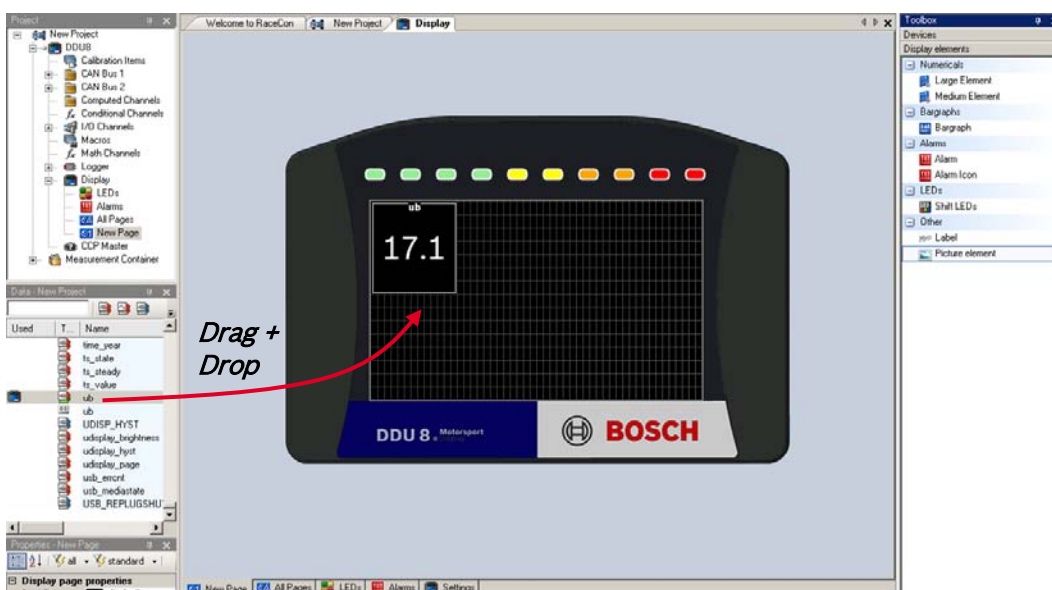 Project
New Project
DDU8
Calibration Items
CAN Bus 1
CAN Bus 2
Computed Channels
Conditional Channels
I/O Channels
Macros
Math Channels
Logger
Display
LEDs
Alarms
All Pages
New Page
CCP Master
Measurement Container
Data - New Project
Used T... Name
time_year
ts_state
ts_steady
ts_value
ub
ub
UDISP_HYST
udisplay_brightness
udisplay_hyst
udisplay_page
usb_errcnt
usb_mediastate
USB_REPLUGSHU
Properties - New Page
all standard
Display page properties
Welcome to RaceCon New Project Display
ub
17.1
Drag +
Drop
DDU 8 Motorsport
BOSCH
New Page All Pages LEDs Alarms Settings
Toolbox
Devices
Display elements
Numericals
Large Element
Medium Element
Bargraphs
Bargraph
Alarms
Alarm
Alarm Icon
LEDs
Shift LEDs
Other
Label
Picture element